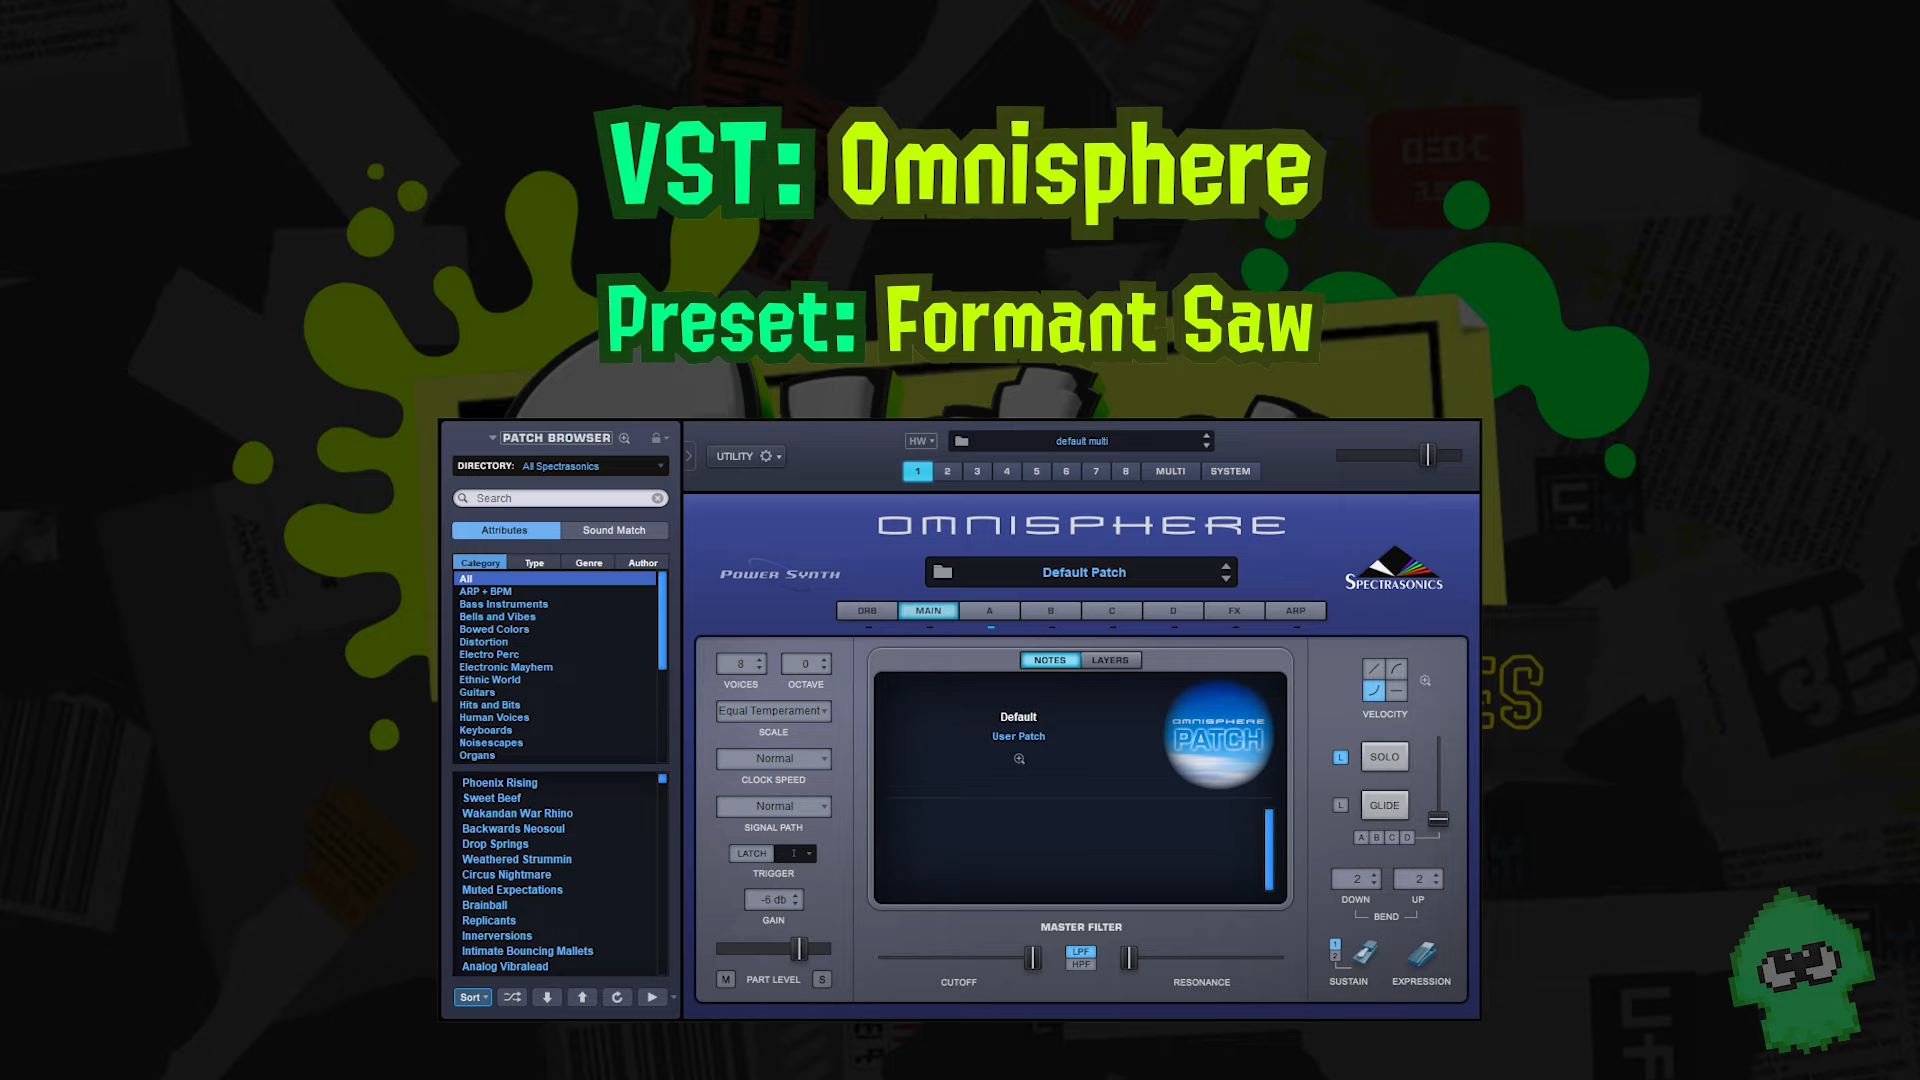 VST: Omnisphere
Preset: Formant Saw
PATCH BROWSER
DIRECTORY: All Spectrasonics
Search
Attributes
Sound Match
Category
Type
Genre
Author
All
ARP + BPM
Bass Instruments
Bells and Vibes
Bowed Colors
Distortion
Electro Perc
Electronic Mayhem
Ethnic World
Guitars
Hits and Bits
Human Voices
Keyboards
Noisescapes
Organs
Phoenix Rising
Sweet Beef
Wakandan War Rhino
Backwards Neosoul
Drop Springs
Weathered Strummin
Circus Nightmare
Muted Expectations
Brainball
Replicants
Innerversions
Intimate Bouncing Mallets
Analog Vibralead
Sort
UTILITY
HW
default multi
1 2 3 4 5 6 7 8 MULTI SYSTEM
OMNISPHERE
POWER SYNTH
Default Patch
SPECTRASONICS
ORB MAIN A B C D FX ARP
8
0
VOICES
OCTAVE
Equal Temperament
SCALE
Normal
CLOCK SPEED
Normal
SIGNAL PATH
LATCH
TRIGGER
-6 db
GAIN
M PART LEVEL S
NOTES LAYERS
Default
User Patch
OMNISPHERE
PATCH
MASTER FILTER
LPF
HPF
CUTOFF
RESONANCE
VELOCITY
L SOLO
L GLIDE
A B C D
2
2
DOWN
UP
BEND
1
2
SUSTAIN
EXPRESSION